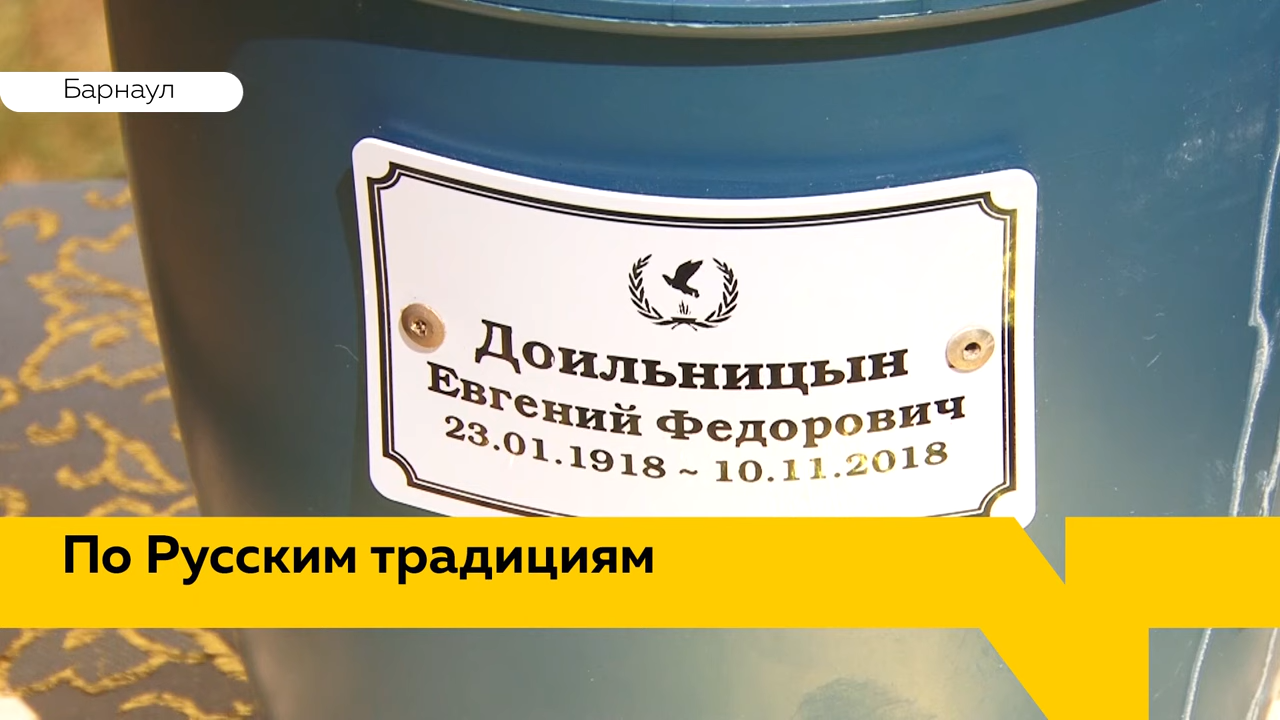 Барнаул
Доильницын
Евгений Федорович
23.01.1918 ~ 10.11.2018
По Русским традициям